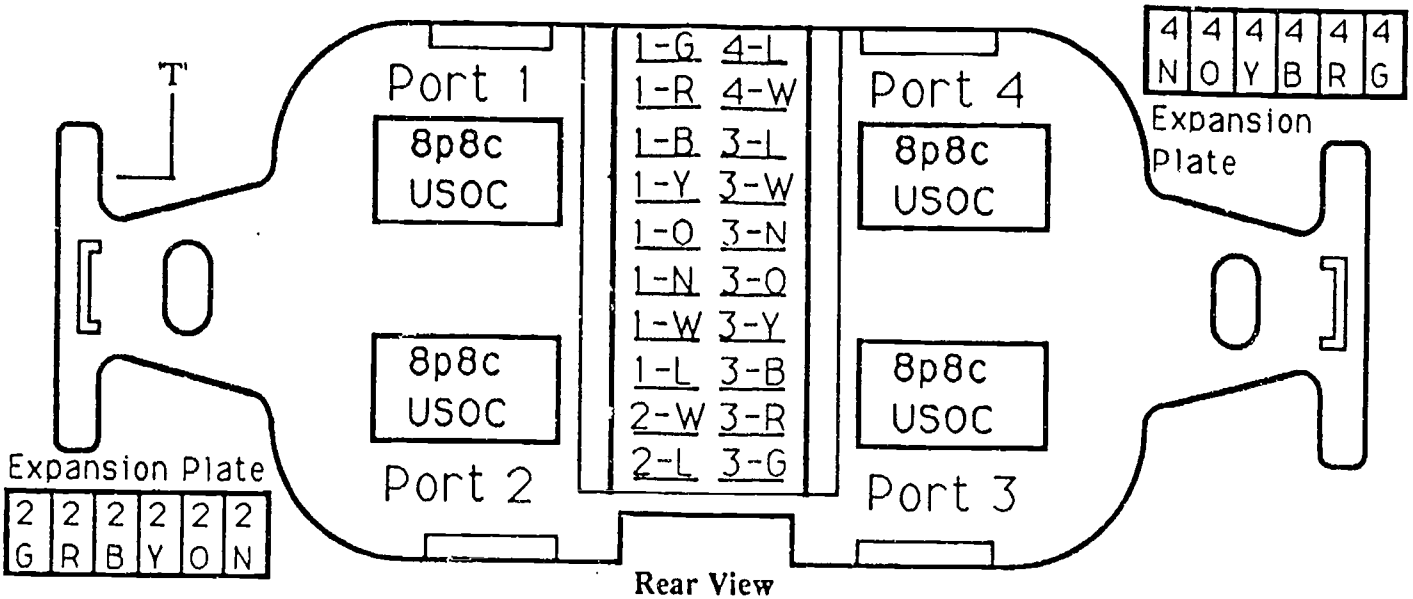 'T'
Port 1
8p8c
USOC
8p8c
USOC
Port 2
Expansion Plate
2 2 2 2 2 2
G R B Y O N
1-G 4-L
1-R 4-W
1-B 3-L
1-Y 3-W
1-O 3-N
1-N 3-O
1-W 3-Y
1-L 3-B
2-W 3-R
2-L 3-G
Port 4
8p8c
USOC
8p8c
USOC
Port 3
4 4 4 4 4 4
N O Y B R G
Expansion
Plate
Rear View